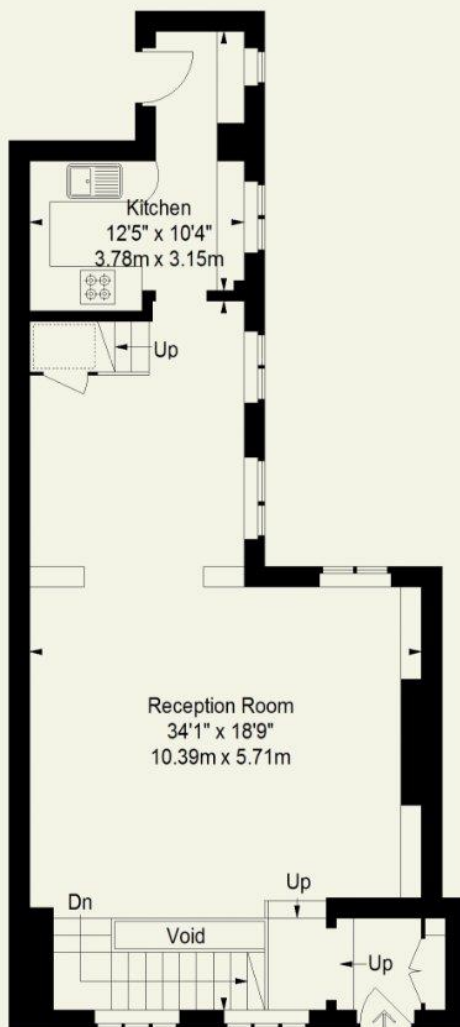 Kitchen
12'5" x 10'4"
3.78m x 3.15m
Up
Reception Room
34'1" x 18'9"
10.39m x 5.71m
Up
Dn
Void
Up